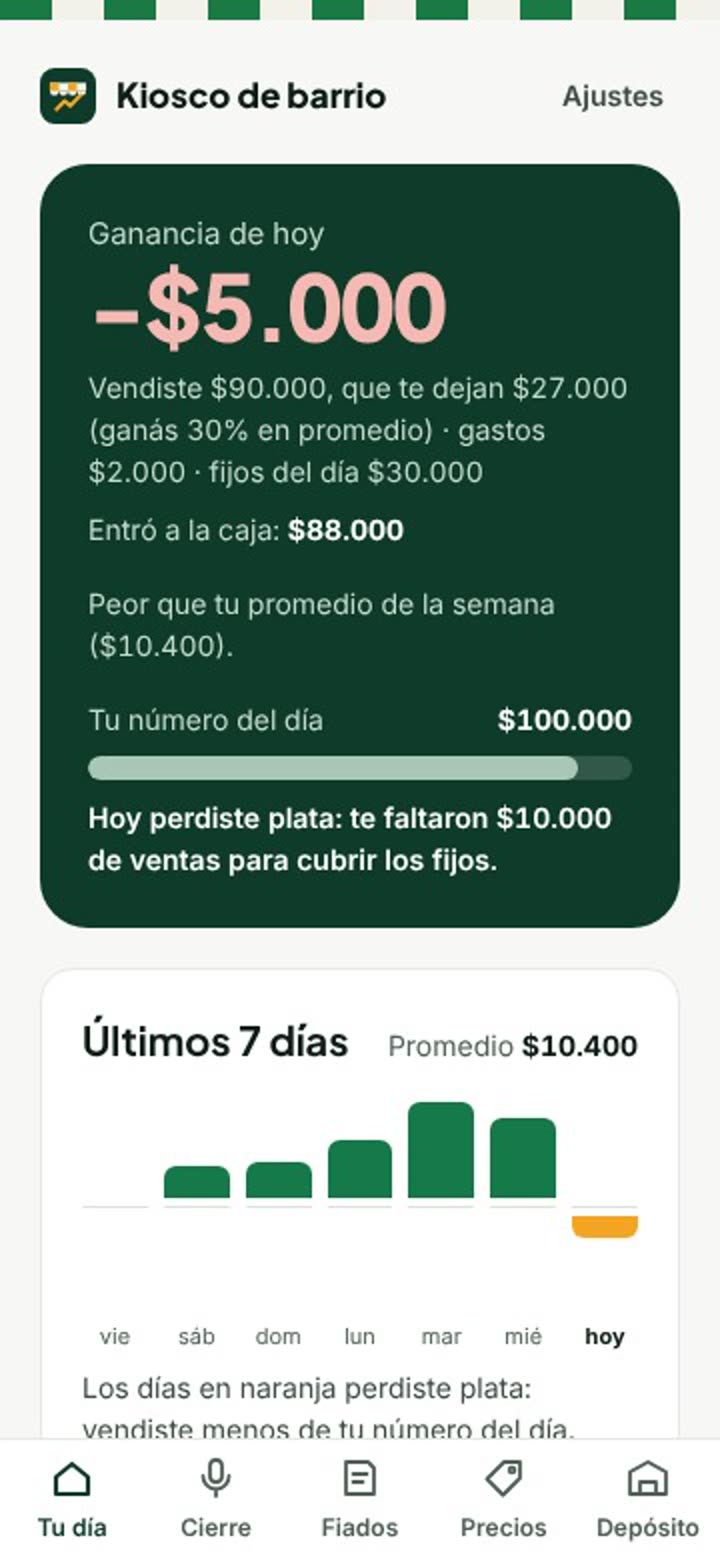 Kiosco de barrio
Ajustes
Ganancia de hoy
−$5.000
Vendiste $90.000, que te dejan $27.000
(ganás 30% en promedio) · gastos
$2.000 · fijos del día $30.000
Entró a la caja: $88.000
Peor que tu promedio de la semana
($10.400).
Tu número del día $100.000
Hoy perdiste plata: te faltaron $10.000
de ventas para cubrir los fijos.
Últimos 7 días Promedio $10.400
vie sáb dom lun mar mié hoy
Los días en naranja perdiste plata:
vendiste menos de tu número del día.
Tu día Cierre Fiados Precios Depósito